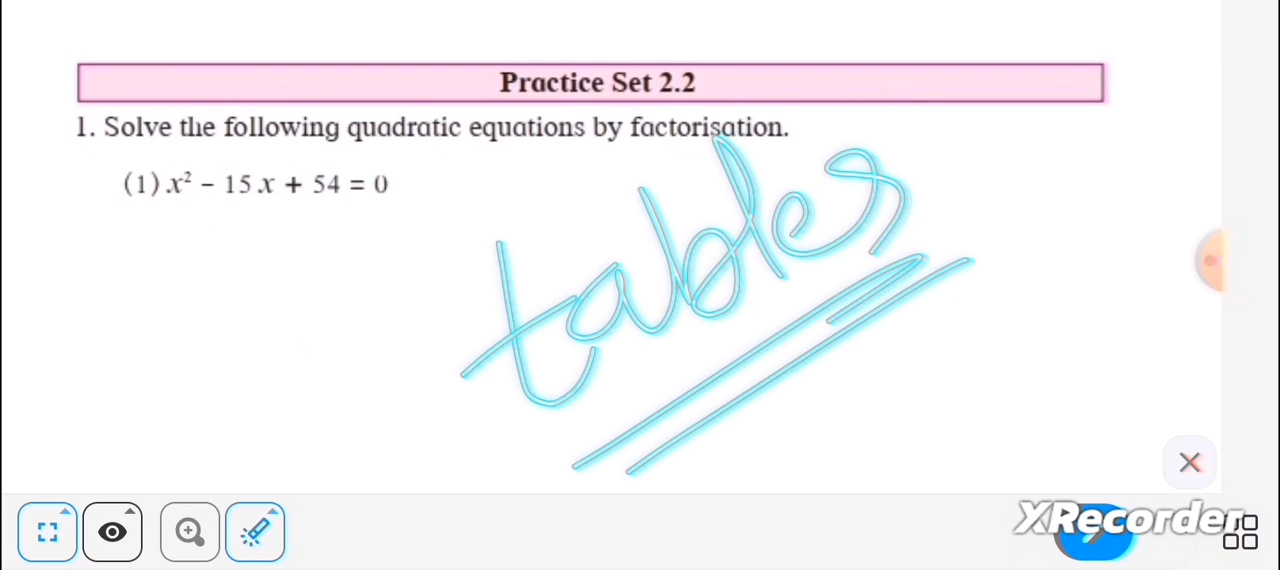 Practice Set 2.2
1. Solve the following quadratic equations by factorisation.
(1) x² − 15 x + 54 = 0
tables
XRecorder